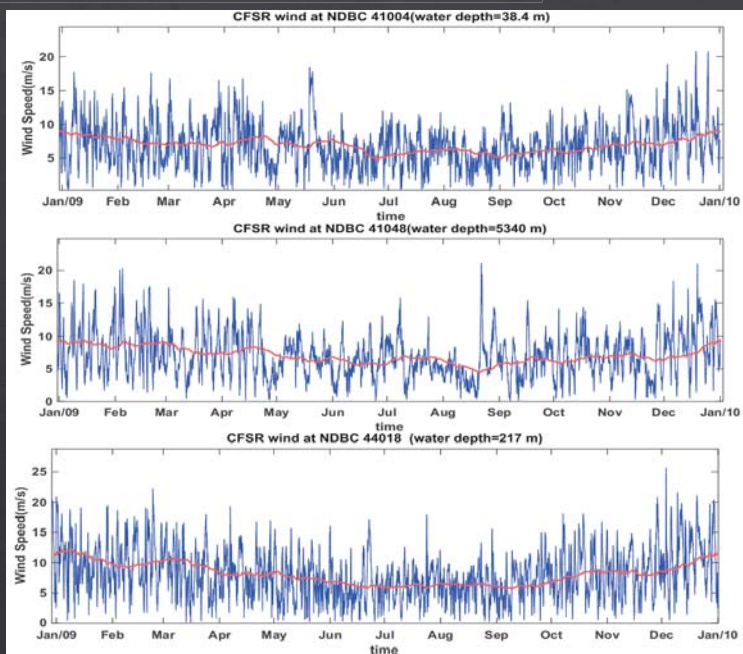 CFSR wind at NDBC 41004(water depth=38.4 m)
Wind Speed(m/s)
20
15
10
5
Jan/09 Feb Mar Apr May Jun Jul Aug Sep Oct Nov Dec Jan/10
time
CFSR wind at NDBC 41048(water depth=5340 m)
Wind Speed(m/s)
20
15
10
5
0
Jan/09 Feb Mar Apr May Jun Jul Aug Sep Oct Nov Dec Jan/10
time
CFSR wind at NDBC 44018 (water depth=217 m)
Wind Speed(m/s)
25
20
15
10
5
0
Jan/09 Feb Mar Apr May Jun Jul Aug Sep Oct Nov Dec Jan/10
time